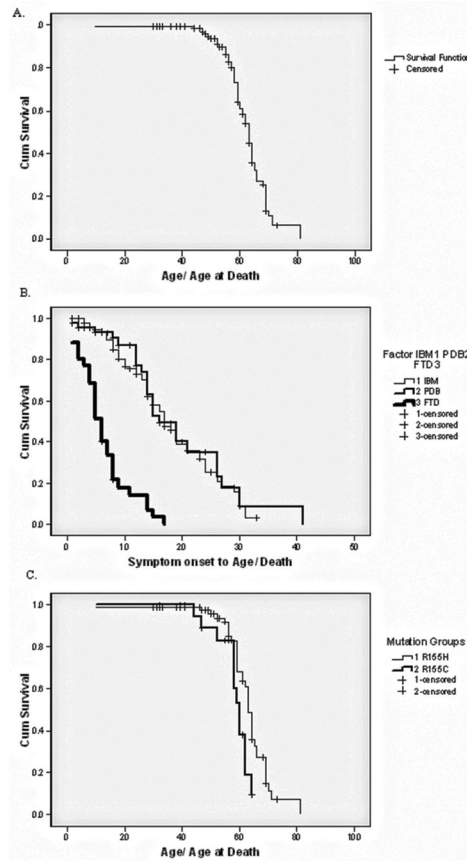 A.
1.0
0.8
0.6
0.4
0.2
0.0
Cum Survival
0 20 40 60 80 100
Age/ Age at Death
Survival Function
Censored
B.
1.0
0.8
0.6
0.4
0.2
0.0
Cum Survival
0 10 20 30 40 50
Symptom onset to Age/ Death
Factor IBM1 PDB2
FTD3
1 IBM
2 PDB
3 FTD
1-censored
2-censored
3-censored
C.
1.0
0.8
0.6
0.4
0.2
0.0
Cum Survival
0 20 40 60 80 100
Age/ Age at Death
Mutation Groups
1 R155H
2 R155C
1-censored
2-censored